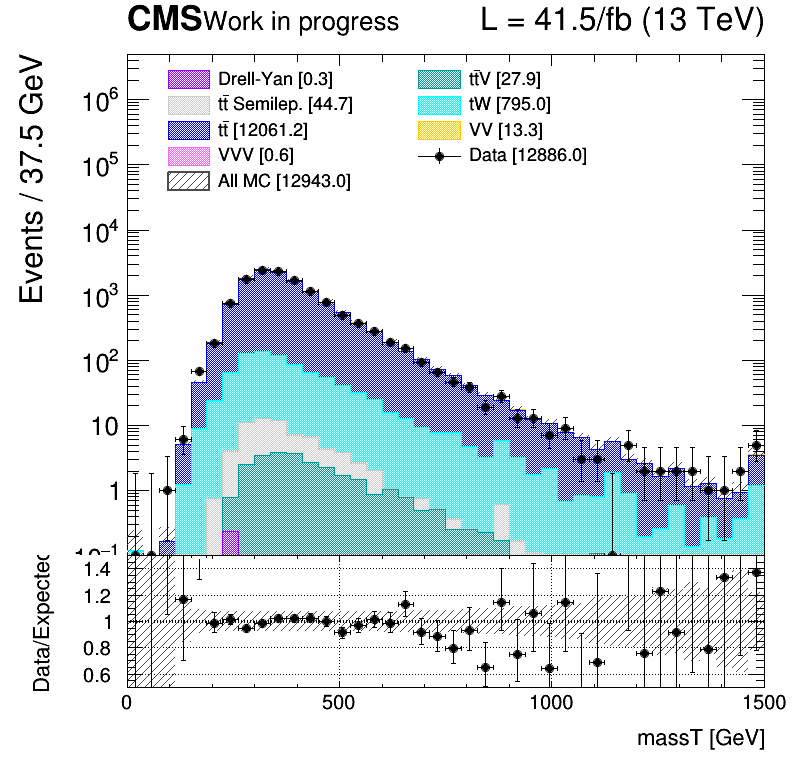 CMS Work in progress L = 41.5/fb (13 TeV)
Drell-Yan [0.3] tt̄V [27.9]
tt̄ Semilep. [44.7] tW [795.0]
tt̄ [12061.2] VV [13.3]
VVV [0.6] Data [12886.0]
All MC [12943.0]
Events / 37.5 GeV
10⁶
10⁵
10⁴
10³
10²
10
1
10⁻¹
Data/Expected
1.4
1.2
1
0.8
0.6
0 500 1000 1500
massT [GeV]